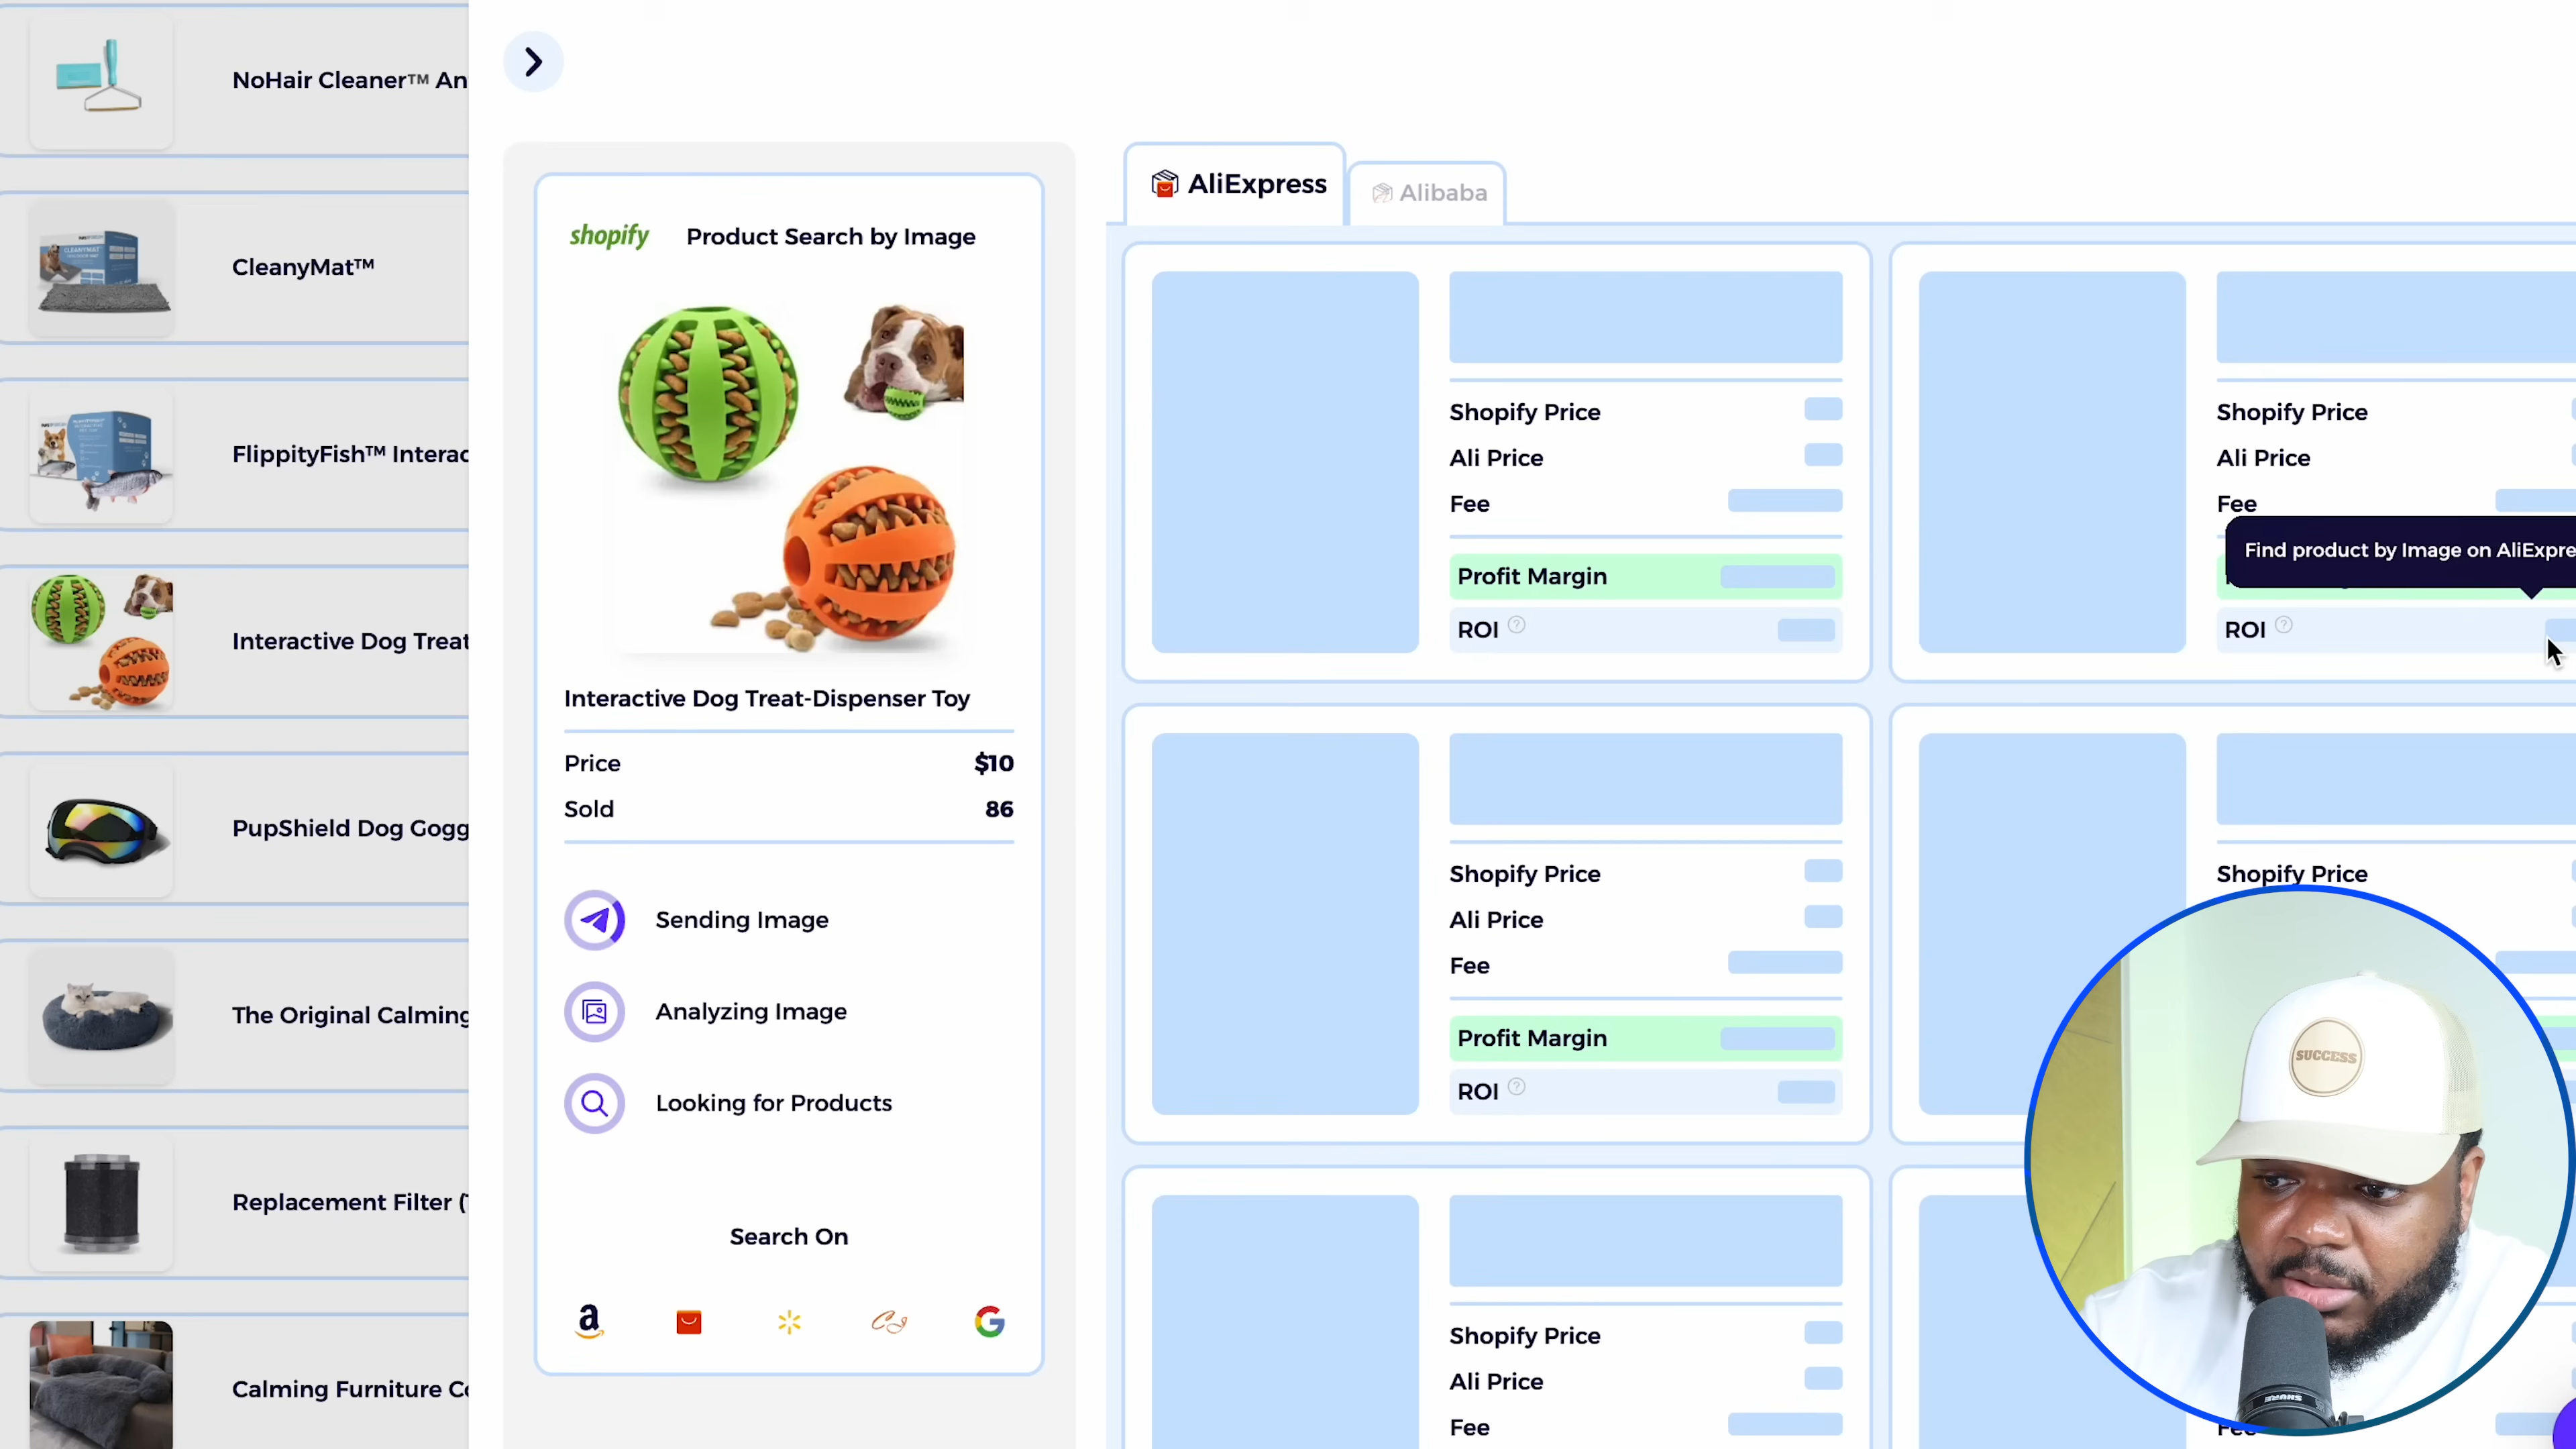 NoHair Cleaner™ An
CleanyMat™
FlippityFish™ Interac
Interactive Dog Treat
PupShield Dog Gogg
The Original Calming
Replacement Filter (
Calming Furniture Co
shopify Product Search by Image
Interactive Dog Treat-Dispenser Toy
Price $10
Sold 86
Sending Image
Analyzing Image
Looking for Products
Search On
AliExpress
Alibaba
Shopify Price
Ali Price
Fee
Profit Margin
ROI
Shopify Price
Ali Price
Fee
Find product by Image on AliExpre
ROI
Shopify Price
Ali Price
Fee
Profit Margin
ROI
Shopify Price
Shopify Price
Ali Price
Fee
SUCCESS
SHURE